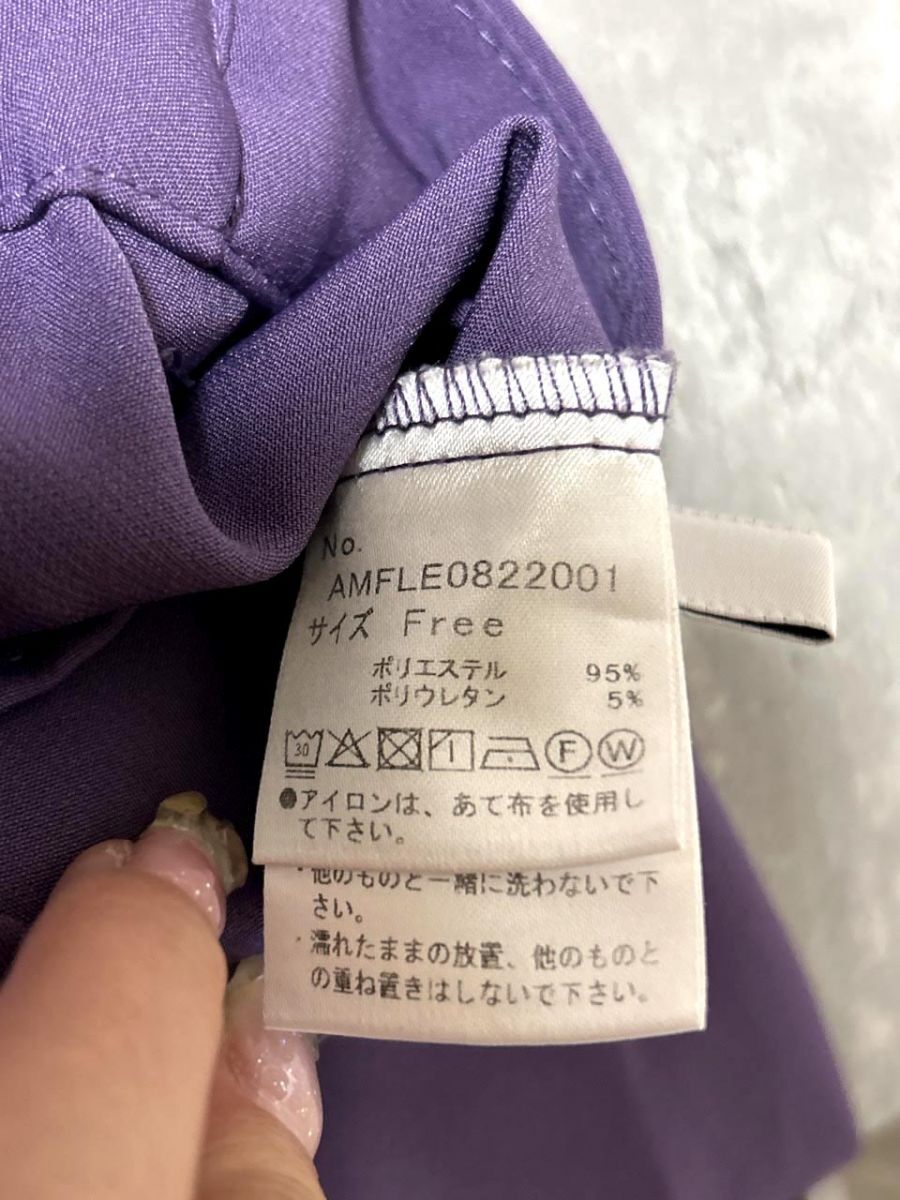 No.
AMFLE0822001
サイズ Free
ポリエステル 95%
ポリウレタン 5%
30 F W
●アイロンは、あて布を使用し
て下さい。
・他のものと一緒に洗わないで下
さい。
・濡れたままの放置、他のものと
の重ね置きはしないで下さい。